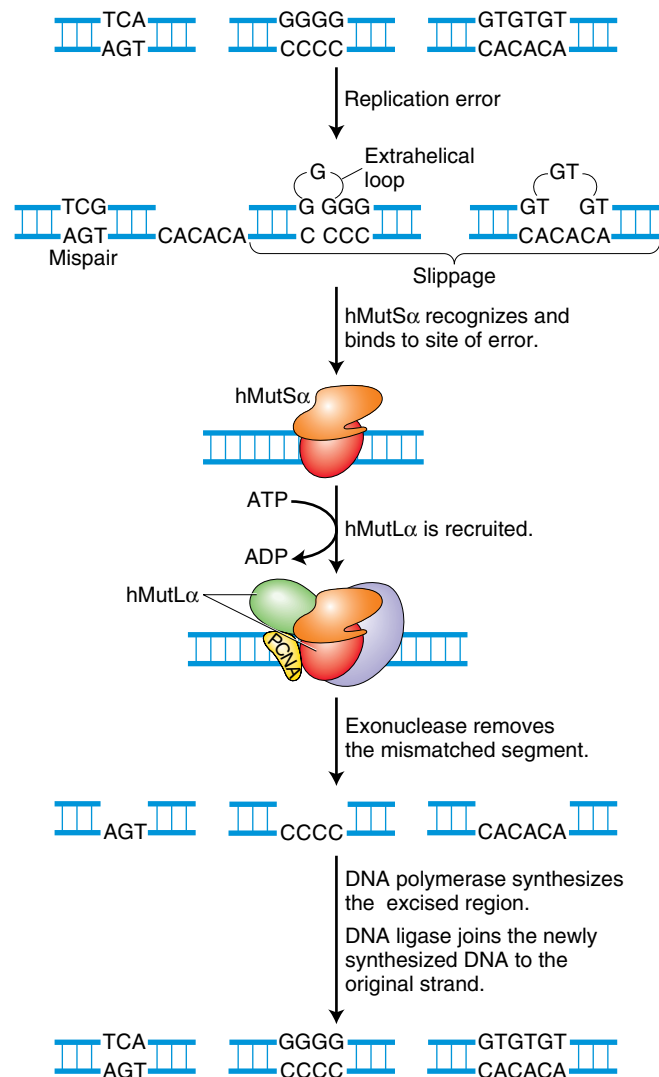 TCA GGGG GTGTGT
AGT CCCC CACACA
Replication error
G Extrahelical
loop
GT
TCG G GGG GT GT
AGT CACACA C CCC CACACA
Mispair
Slippage
hMutSα recognizes and
binds to site of error.
hMutSα
ATP
hMutLα is recruited.
ADP
hMutLα
PCNA
Exonuclease removes
the mismatched segment.
AGT CCCC CACACA
DNA polymerase synthesizes
the excised region.
DNA ligase joins the newly
synthesized DNA to the
original strand.
TCA GGGG GTGTGT
AGT CCCC CACACA